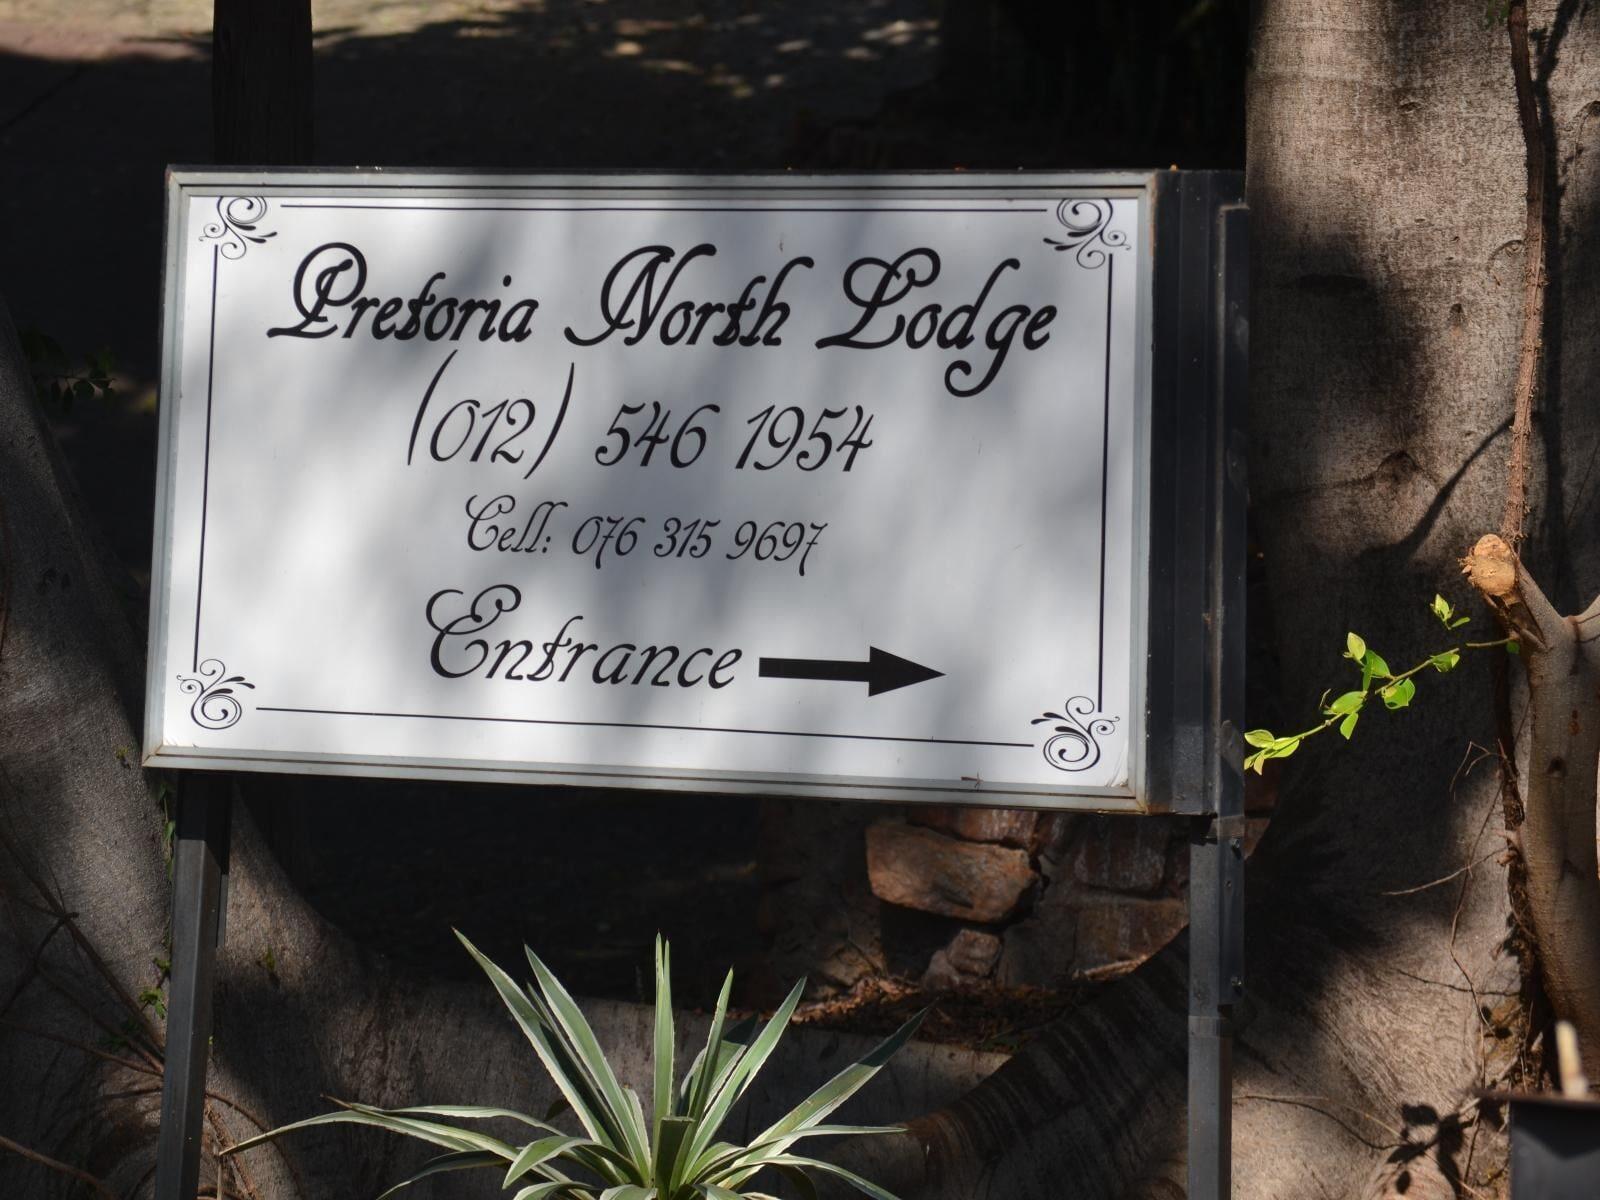 Pretoria North Lodge
(012) 546 1954
Cell: 076 315 9697
Entrance